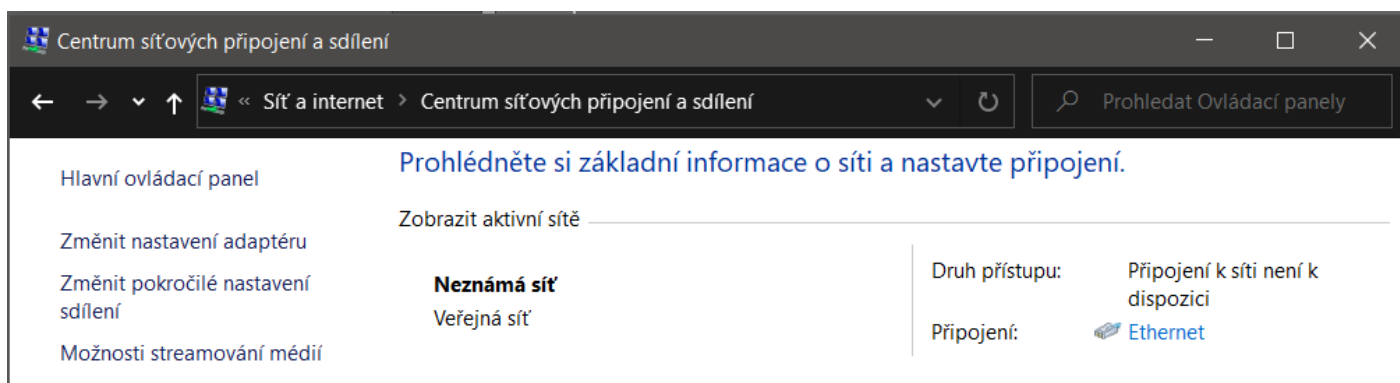 Centrum síťových připojení a sdílení
« Síť a internet > Centrum síťových připojení a sdílení
Prohledat Ovládací panely
Hlavní ovládací panel
Změnit nastavení adaptéru
Změnit pokročilé nastavení
sdílení
Možnosti streamování médií
Prohlédněte si základní informace o síti a nastavte připojení.
Zobrazit aktivní sítě
Neznámá síť
Veřejná síť
Druh přístupu:
Připojení k síti není k
dispozici
Připojení:
Ethernet